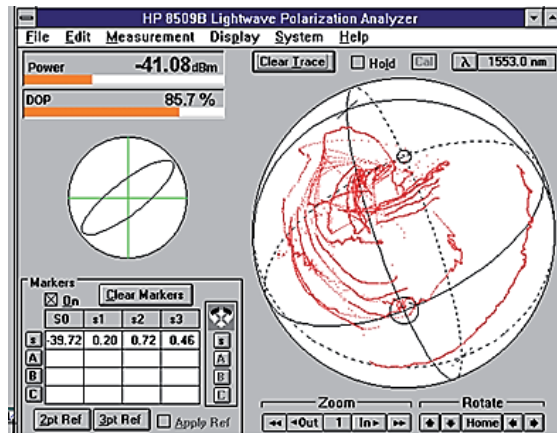 HP 8509B Lightwave Polarization Analyzer
File Edit Measurement Display System Help
Power -41.08 dBm
DOP 85.7 %
Clear Trace Hold Cal λ 1553.0 nm
Markers
On Clear Markers
S0 s1 s2 s3
s -39.72 0.20 0.72 0.46 s
A A
B B
C C
2pt Ref 3pt Ref Apply Ref
Zoom Rotate
Out 1 In Home